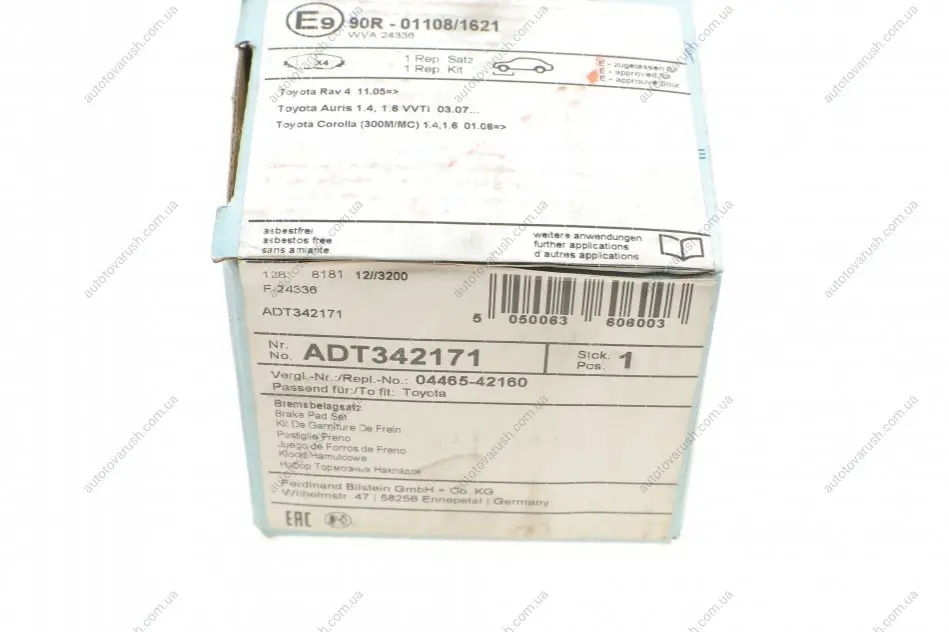 E9 90R - 01108/1621
WVA 24336
X4
1 Rep. Satz
1 Rep. Kit
E - zugelassen für
E - approved for
E - approuvé pour
Toyota Rav 4 11.05=>
Toyota Auris 1.4, 1.6 VVTi 03.07...
Toyota Corolla (300M/MC) 1.4,1.6 01.06=>
asbestfrei
asbestos free
sans amiante
weitere anwendungen
further applications
d'autres applications
8181 12//3200
F-24336
ADT342171
5 050063 606003
Nr.
No. ADT342171
Stck.
Pos. 1
Vergl.-Nr.:/Repl.-No.: 04465-42160
Passend für:/To fit: Toyota
Bremsbelagsatz
Brake Pad Set
Kit De Garniture De Frein
Pastiglie Freno
Juego de Forros de Freno
Klocki Hamulcowe
Набор Тормозных Накладок
Ferdinand Bilstein GmbH + Co. KG
Wilhelmstr. 47 | 58256 Ennepetal | Germany
EAC
autotovarush.com.ua